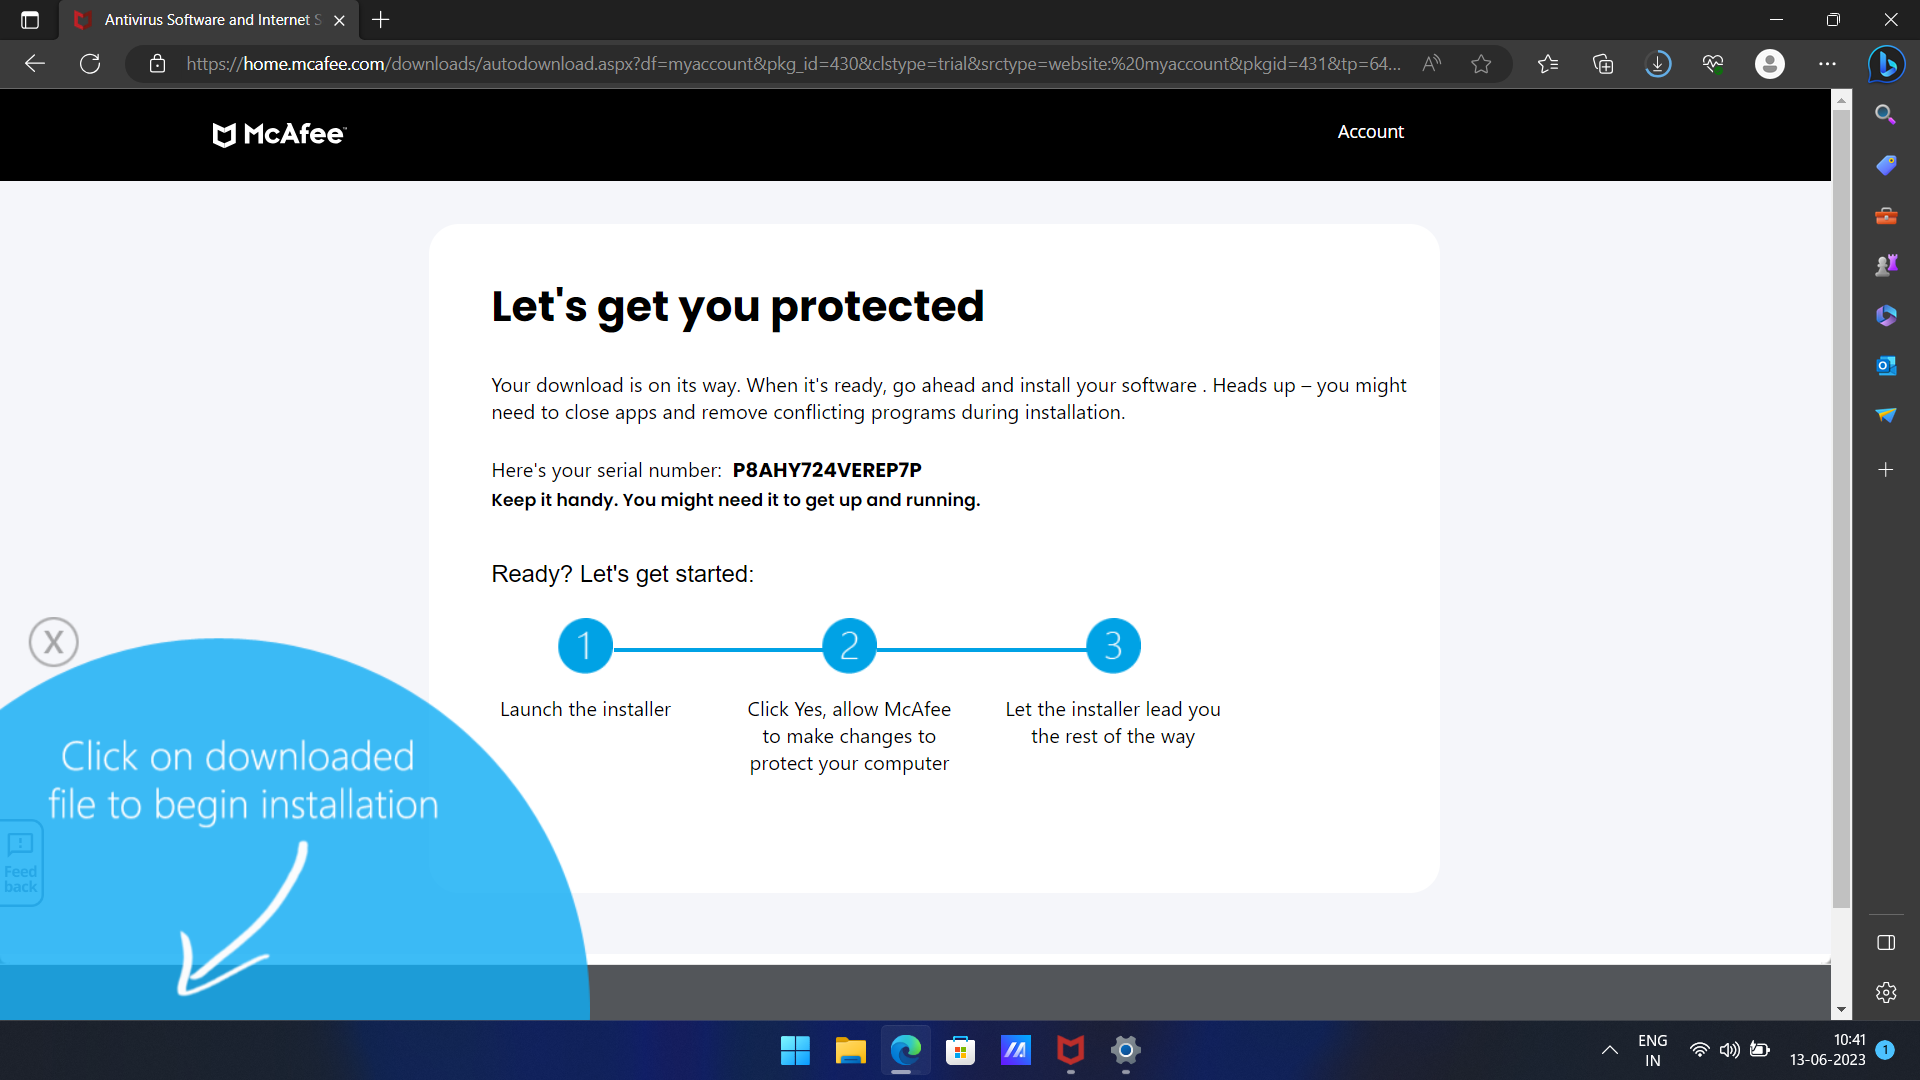 Antivirus Software and Internet S
https://home.mcafee.com/downloads/autodownload.aspx?df=myaccount&pkg_id=430&clstype=trial&srctype=website:%20myaccount&pkgid=431&tp=64...
McAfee
Account
Let's get you protected
Your download is on its way. When it's ready, go ahead and install your software . Heads up – you might
need to close apps and remove conflicting programs during installation.
Here's your serial number: P8AHY724VEREP7P
Keep it handy. You might need it to get up and running.
Ready? Let's get started:
1
2
3
Launch the installer
Click Yes, allow McAfee
to make changes to
protect your computer
Let the installer lead you
the rest of the way
X
Click on downloaded
file to begin installation
Feed
back
ENG
IN
10:41
13-06-2023
1